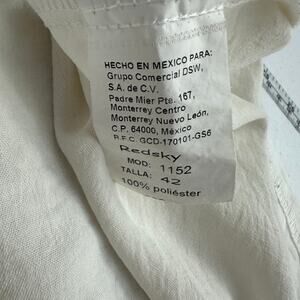 HECHO EN MEXICO PARA:
Grupo Comercial DSW,
S.A. de C.V.
Padre Mier Pte. 167,
Monterrey Centro
Monterrey Nuevo León,
C.P. 64000, México
R.F.C. GCD-170101-GS6
Redsky
MOD: 1152
TALLA: 42
100% poliéster